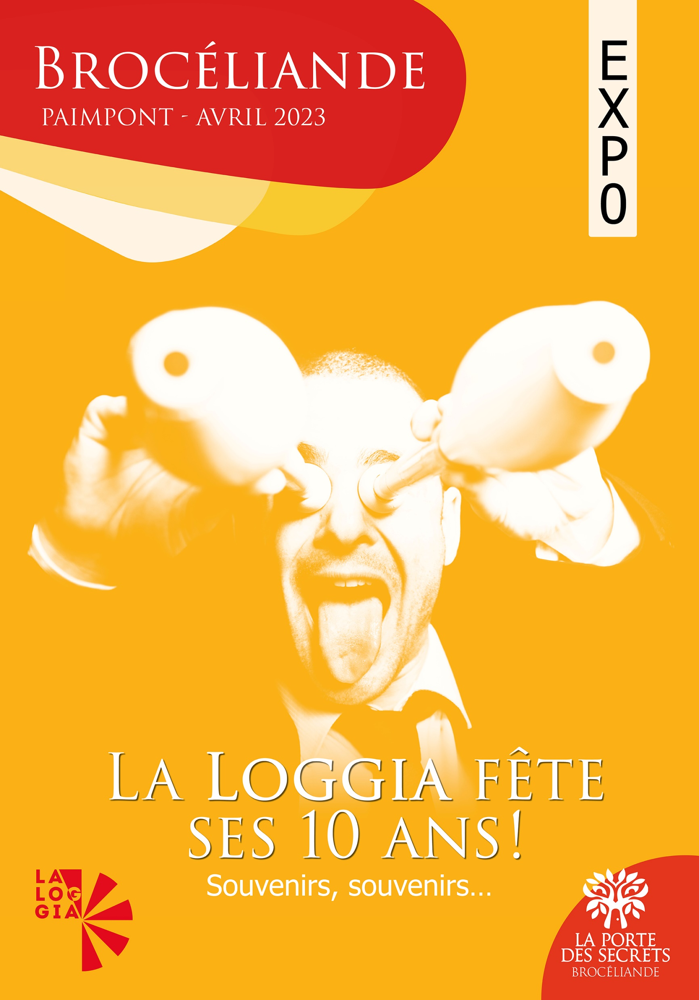 BROCÉLIANDE
PAIMPONT - AVRIL 2023
EXPO
LA LOGGIA FÊTE
SES 10 ANS!
Souvenirs, souvenirs...
LA
LOG
GIA
LA PORTE
DES SECRETS
BROCÉLIANDE